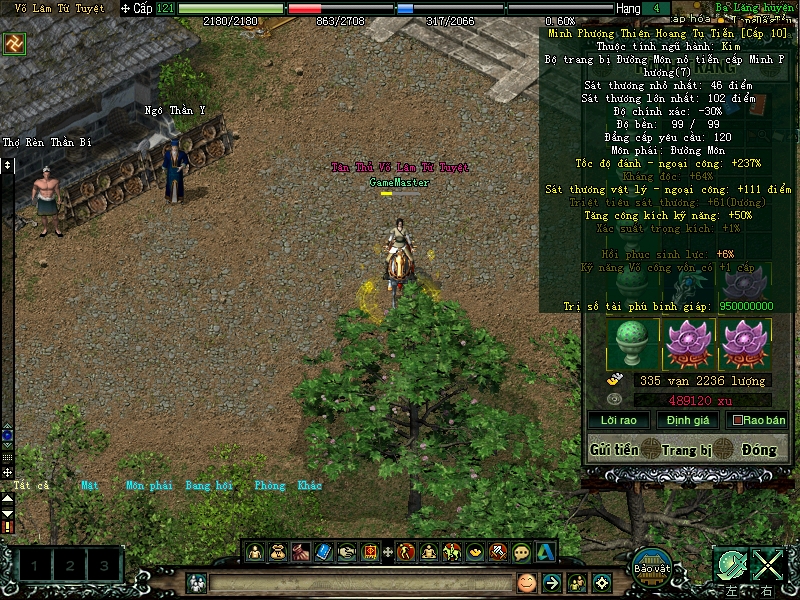 Võ Lâm Tứ Tuyệt
Cấp 121
Hạng 4
Ba Lăng huyện
2180/2180
863/2708
317/2066
0.60%
Minh Phượng Thiên Hoang Tụ Tiễn [Cấp 10]
Thuộc tính ngũ hành: Kim
Bộ trang bị Đường Môn nỏ tiễn cấp Minh P
hượng(7)
Sát thương nhỏ nhất: 46 điểm
Sát thương lớn nhất: 102 điểm
Độ chính xác: -30%
Độ bền: 99 / 99
Đẳng cấp yêu cầu: 120
Môn phái: Đường Môn
Tốc độ đánh - ngoại công: +237%
Kháng độc: +64%
Sát thương vật lý - ngoại công: +111 điểm
Triệt tiêu sát thương: +61(Dương)
Tăng công kích kỹ năng: +50%
Xác suất trọng kích: +1%
Hồi phục sinh lực: +6%
Kỹ năng Võ công vốn có +1 cấp
Trị số tài phú binh giáp: 950000000
Ngô Thần Y
Thợ Rèn Thần Bí
Tân Thủ Võ Lâm Tứ Tuyệt
GameMaster
335 vạn 2236 lượng
489120 xu
Lời rao
Định giá
Rao bán
Gửi tiền
Trang bị
Đóng
Tất cả
Mật
Môn phái
Bang hội
Phòng
Khác
1
2
3
Bảo vật
左
右